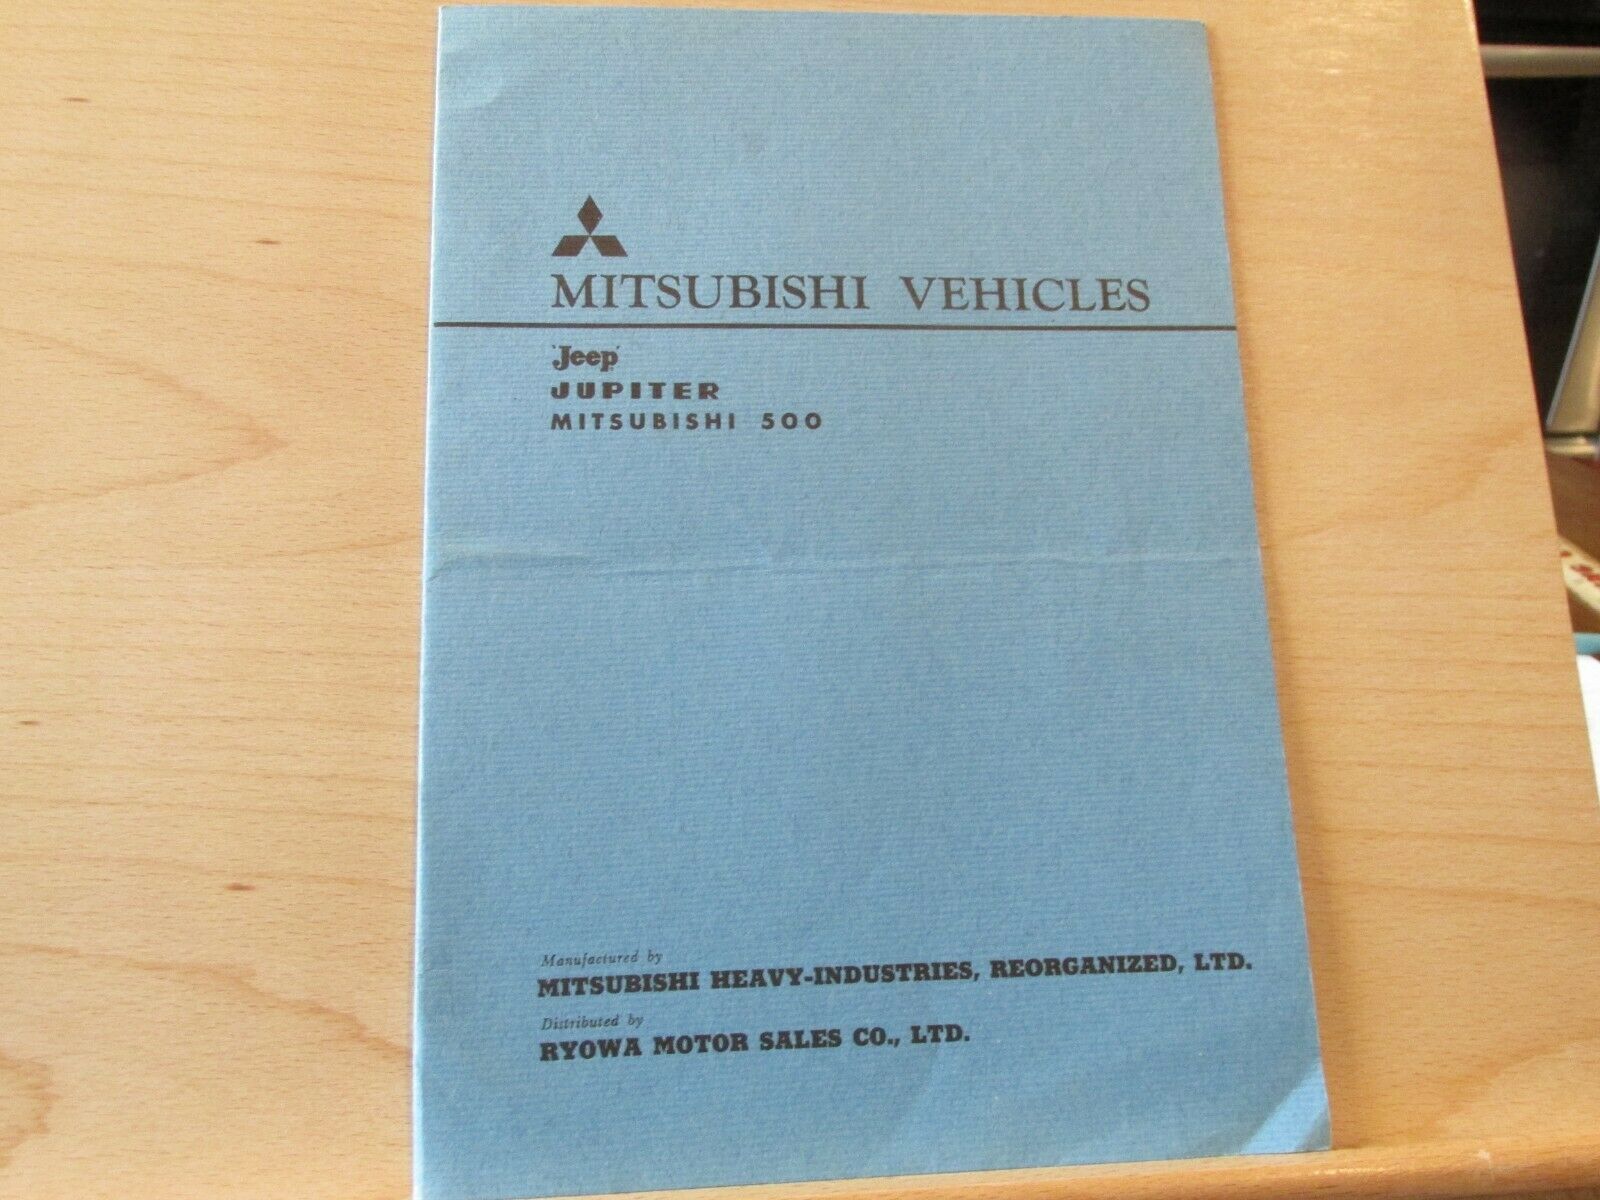 MITSUBISHI VEHICLES
'Jeep'
JUPITER
MITSUBISHI 500
Manufactured by
MITSUBISHI HEAVY-INDUSTRIES, REORGANIZED, LTD.
Distributed by
RYOWA MOTOR SALES CO., LTD.